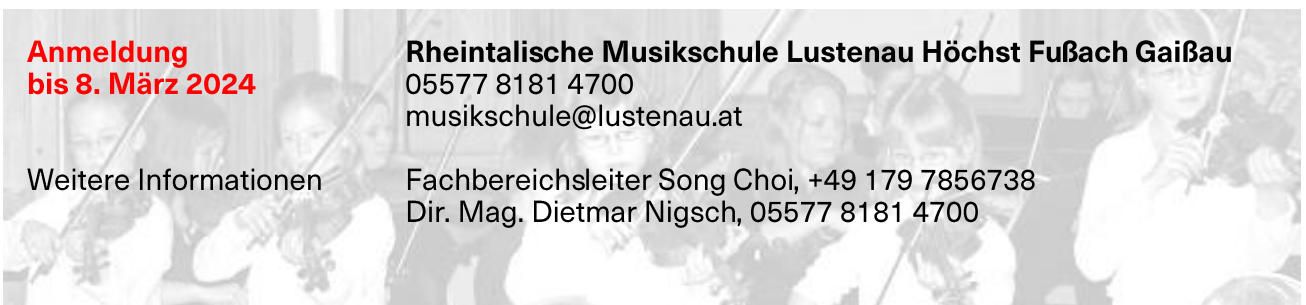 Anmeldung
bis 8. März 2024
Rheintalische Musikschule Lustenau Höchst Fußach Gaißau
05577 8181 4700
musikschule@lustenau.at
Weitere Informationen
Fachbereichsleiter Song Choi, +49 179 7856738
Dir. Mag. Dietmar Nigsch, 05577 8181 4700